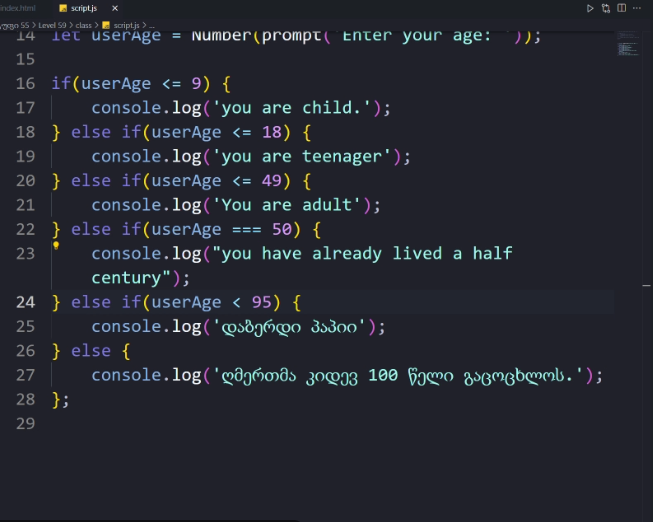 index.html
script.js
ჯგუფი 55 > Level 59 > class > script.js > ...
14 let userAge = Number(prompt('Enter your age: '));
15
16 if(userAge <= 9) {
17 console.log('you are child.');
18 } else if(userAge <= 18) {
19 console.log('you are teenager');
20 } else if(userAge <= 49) {
21 console.log('You are adult');
22 } else if(userAge === 50) {
23 console.log("you have already lived a half
century");
24 } else if(userAge < 95) {
25 console.log('დაბერდი პაპიი');
26 } else {
27 console.log('ღმერთმა კიდევ 100 წელი გაცოცხლოს.');
28 };
29